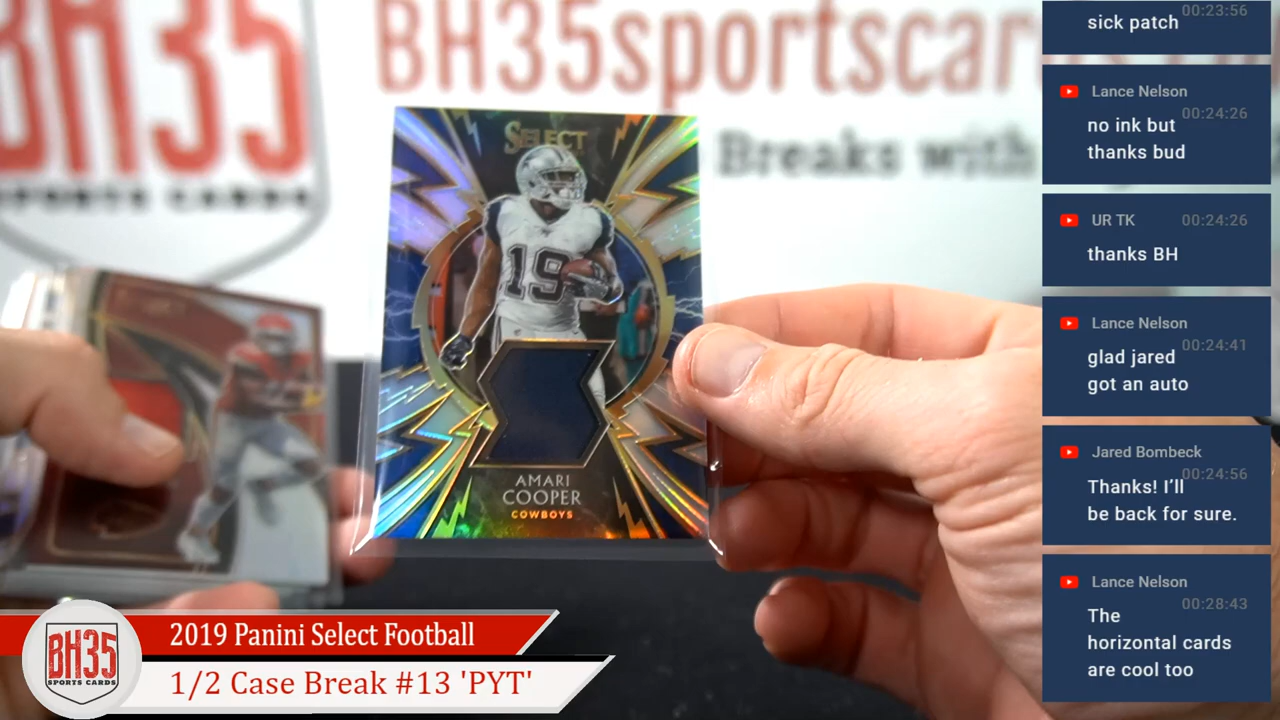 BH35
SPORTS CARDS
BH35sportscar
Breaks with
SELECT
19
AMARI
COOPER
COWBOYS
sick patch
00:23:56
Lance Nelson
00:24:26
no ink but
thanks bud
UR TK
00:24:26
thanks BH
Lance Nelson
00:24:41
glad jared
got an auto
Jared Bombeck
00:24:56
Thanks! I’ll
be back for sure.
Lance Nelson
00:28:43
The
horizontal cards
are cool too
BH35
SPORTS CARDS
2019 Panini Select Football
1/2 Case Break #13 'PYT'